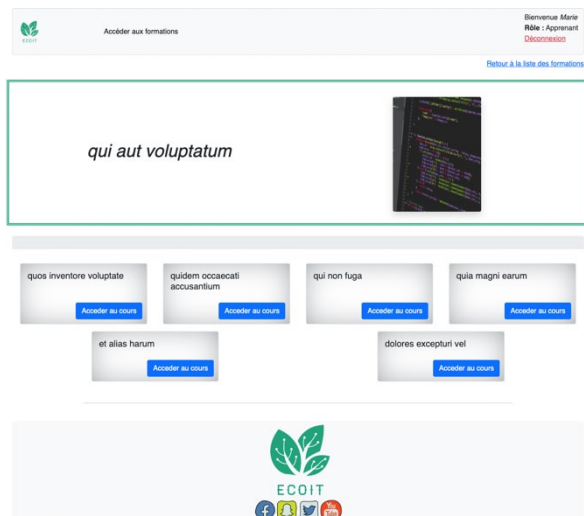 ECOIT
Accéder aux formations
Bienvenue Marie
Rôle : Apprenant
Déconnexion
Retour à la liste des formations
qui aut voluptatum
quos inventore voluptate
Acceder au cours
quidem occaecati
accusantium
Acceder au cours
qui non fuga
Acceder au cours
quia magni earum
Acceder au cours
et alias harum
Acceder au cours
dolores excepturi vel
Acceder au cours
ECOIT
You